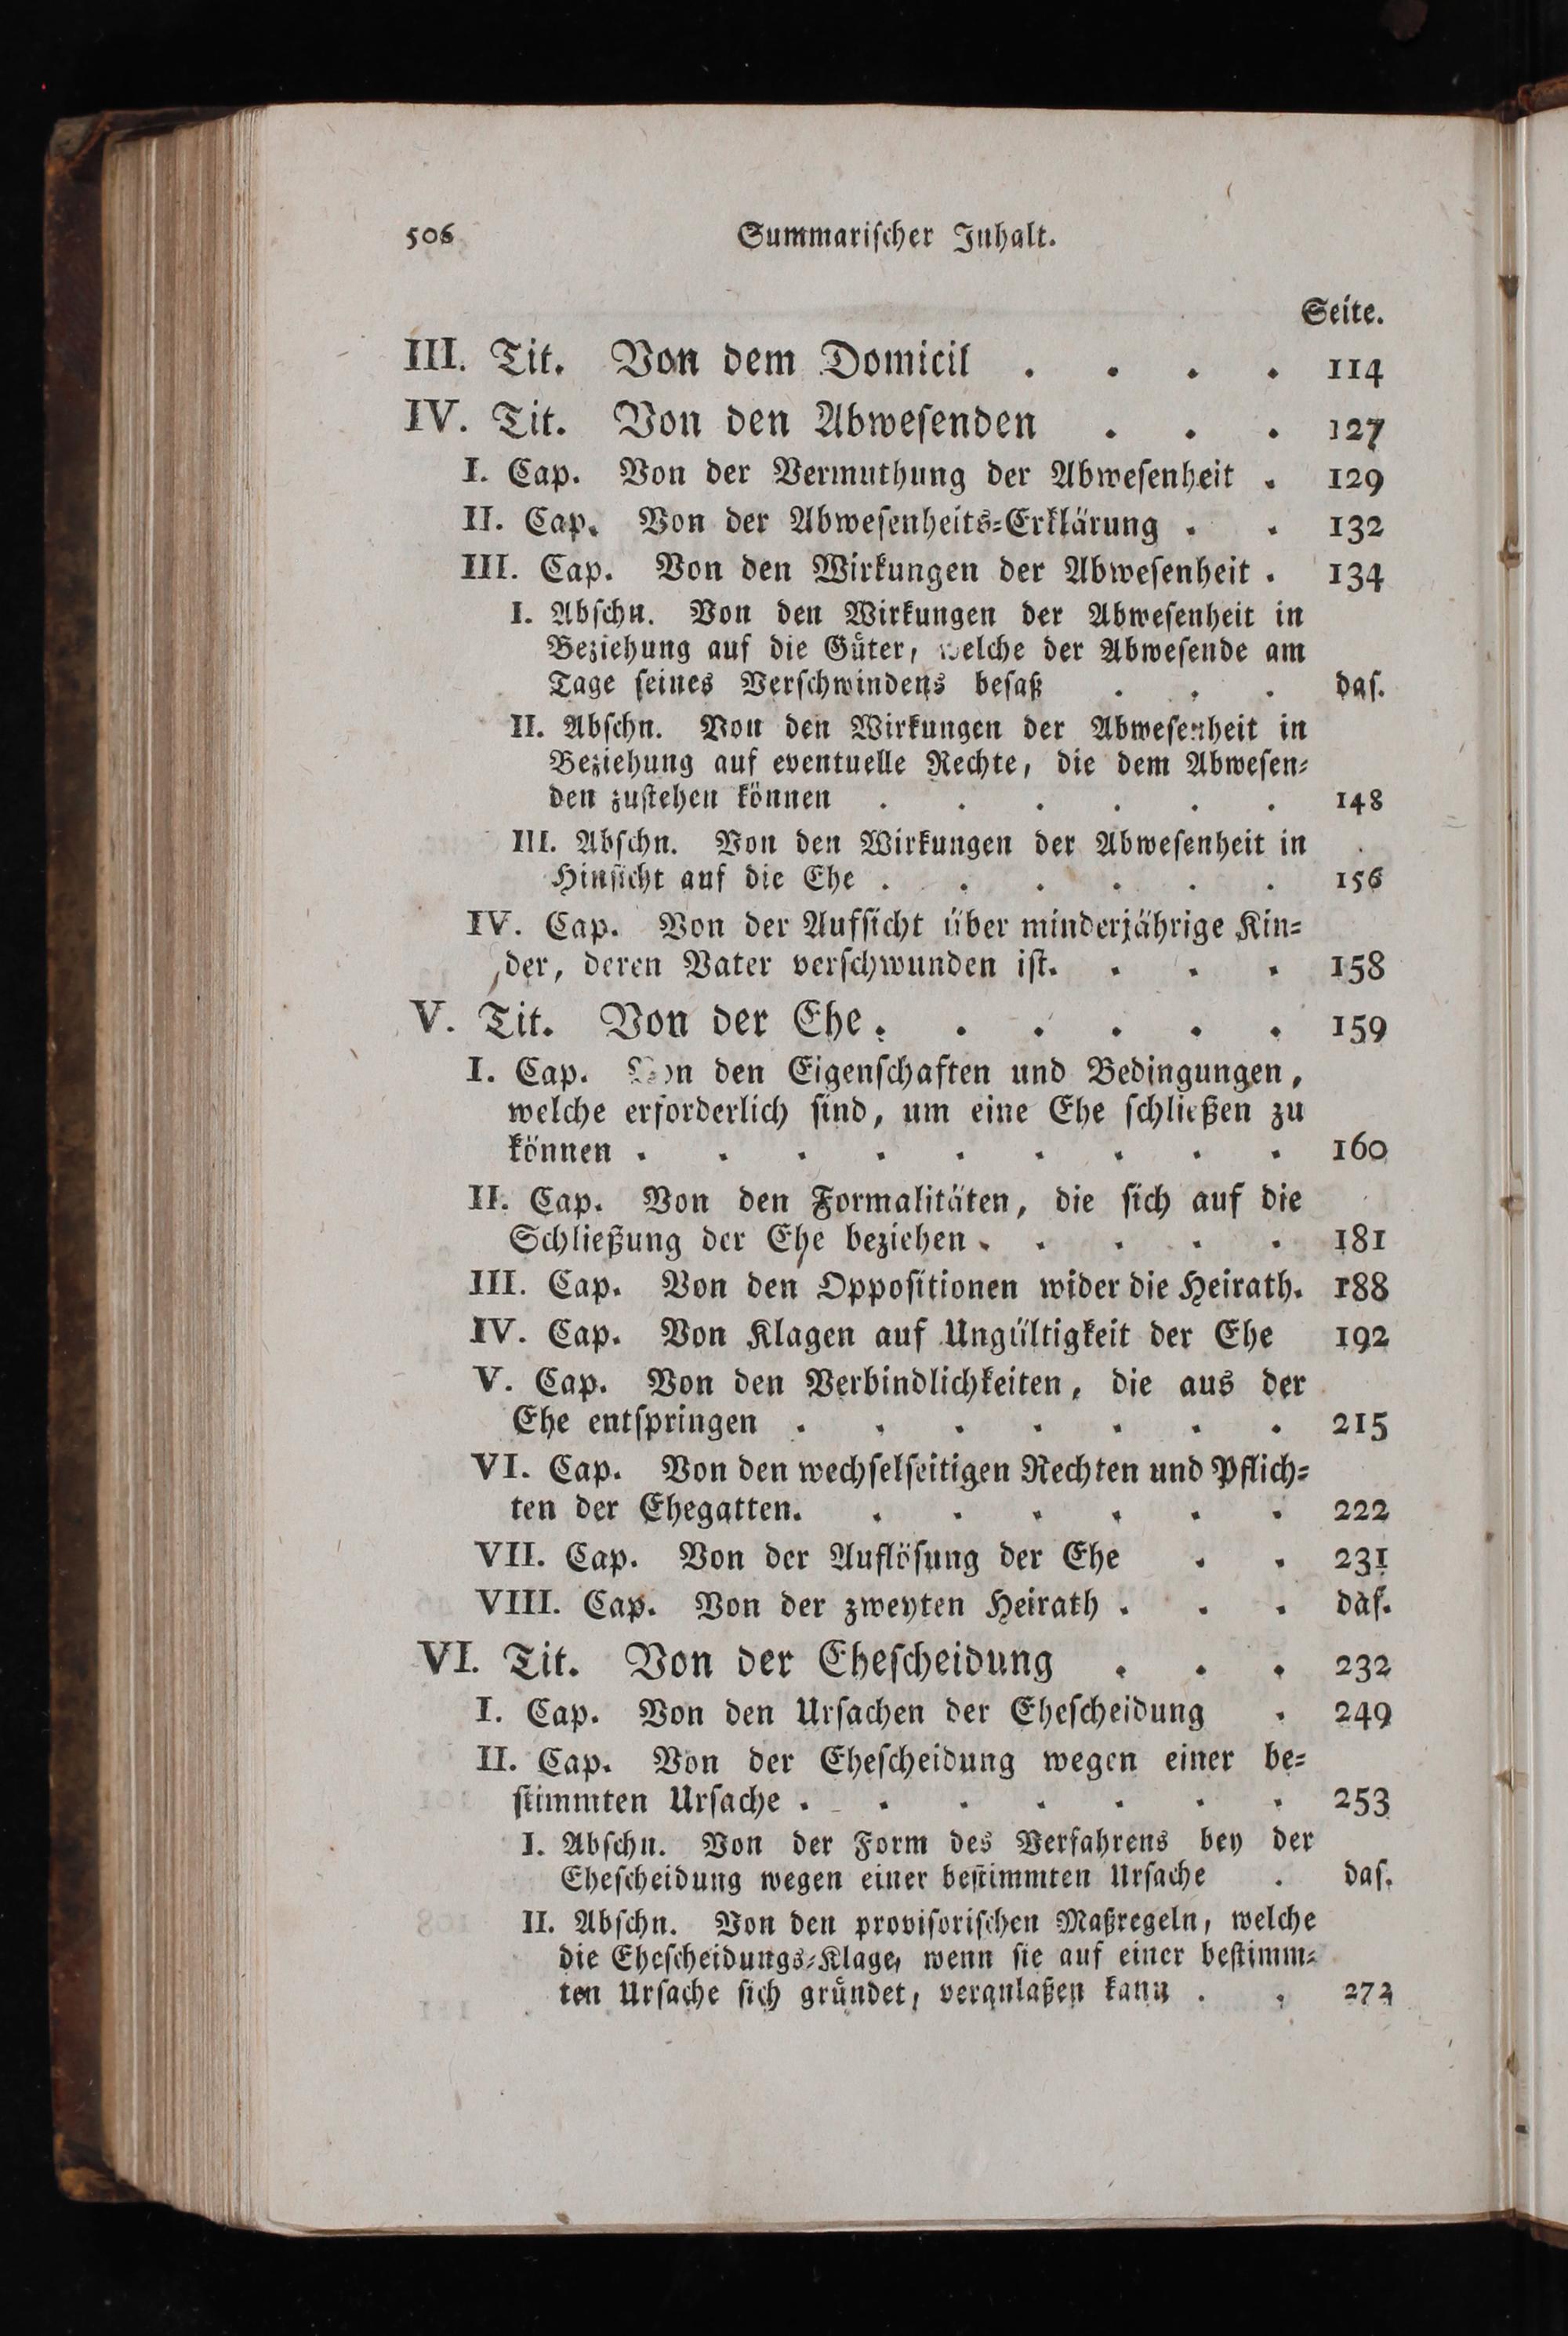 506 Summarischer Inhalt.
Seite.
III. Tit. Von dem Domicil . . . . 114
IV. Tit. Von den Abwesenden . . . 127
I. Cap. Von der Vermuthung der Abwesenheit . 129
II. Cap. Von der Abwesenheits-Erklärung . . 132
III. Cap. Von den Wirkungen der Abwesenheit . 134
I. Abschn. Von den Wirkungen der Abwesenheit in
Beziehung auf die Güter, welche der Abwesende am
Tage seines Verschwindens besaß . . . das.
II. Abschn. Von den Wirkungen der Abwesenheit in
Beziehung auf eventuelle Rechte, die dem Abwesen-
den zustehen können . . . . . . 148
III. Abschn. Von den Wirkungen der Abwesenheit in
Hinsicht auf die Ehe . . . . . . 156
IV. Cap. Von der Aufsicht über minderjährige Kin-
der, deren Vater verschwunden ist. . . . 158
V. Tit. Von der Ehe . . . . . . 159
I. Cap. Von den Eigenschaften und Bedingungen,
welche erforderlich sind, um eine Ehe schließen zu
können . . . . . . . . . 160
II. Cap. Von den Formalitäten, die sich auf die
Schließung der Ehe beziehen . . . . . 181
III. Cap. Von den Oppositionen wider die Heirath. 188
IV. Cap. Von Klagen auf Ungültigkeit der Ehe 192
V. Cap. Von den Verbindlichkeiten, die aus der
Ehe entspringen . . . . . . . 215
VI. Cap. Von den wechselseitigen Rechten und Pflich-
ten der Ehegatten. . . . . . . 222
VII. Cap. Von der Auflösung der Ehe . . 231
VIII. Cap. Von der zweyten Heirath . . . das.
VI. Tit. Von der Ehescheidung . . . 232
I. Cap. Von den Ursachen der Ehescheidung . 249
II. Cap. Von der Ehescheidung wegen einer be-
stimmten Ursache . . . . . . . 253
I. Abschn. Von der Form des Verfahrens bey der
Ehescheidung wegen einer bestimmten Ursache . das.
II. Abschn. Von den provisorischen Maßregeln, welche
die Ehescheidungs-Klage, wenn sie auf einer bestimm-
ten Ursache sich gründet, veranlaßen kann . .